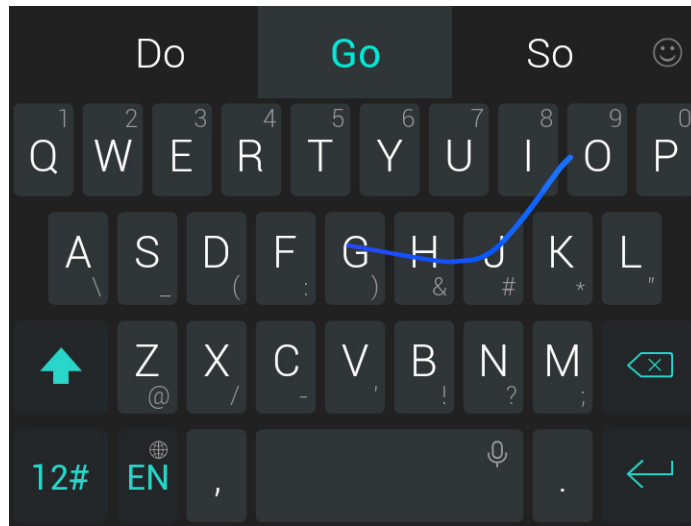 Do Go So
1 2 3 4 5 6 7 8 9 0
Q W E R T Y U I O P
A S D F G H J K L
\ _ ( : ) & # * "
Z X C V B N M
@ / - ' ! ? ;
12# EN , .